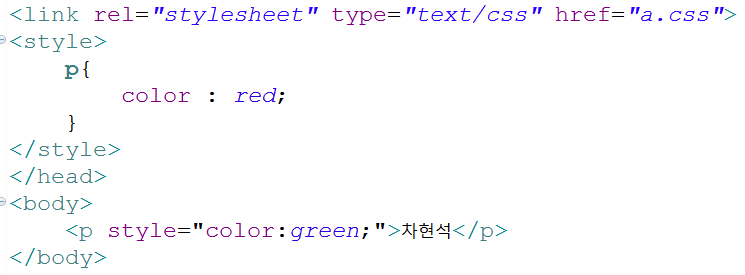 <link rel="stylesheet" type="text/css" href="a.css">
<style>
    p{
        color : red;
    }
</style>
</head>
<body>
    <p style="color:green;">차현석</p>
</body>